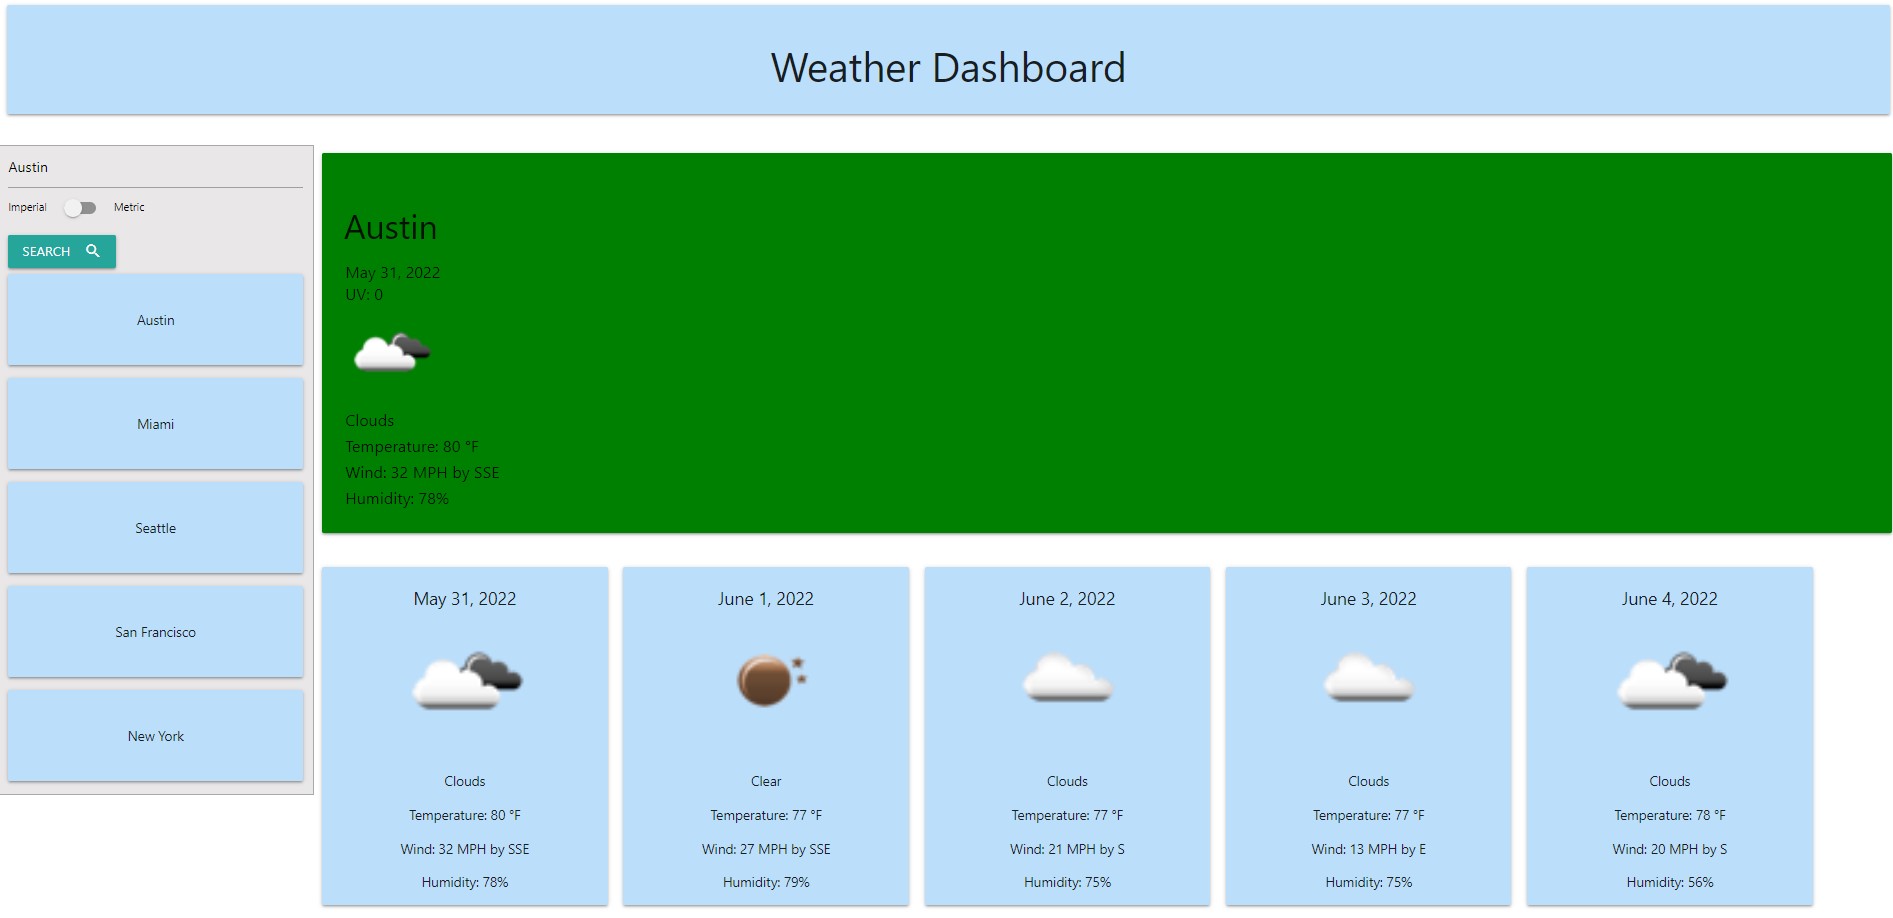 Weather Dashboard
Austin
Imperial Metric
SEARCH
Austin
Miami
Seattle
San Francisco
New York
Austin
May 31, 2022
UV: 0
Clouds
Temperature: 80 °F
Wind: 32 MPH by SSE
Humidity: 78%
May 31, 2022
Clouds
Temperature: 80 °F
Wind: 32 MPH by SSE
Humidity: 78%
June 1, 2022
Clear
Temperature: 77 °F
Wind: 27 MPH by SSE
Humidity: 79%
June 2, 2022
Clouds
Temperature: 77 °F
Wind: 21 MPH by S
Humidity: 75%
June 3, 2022
Clouds
Temperature: 77 °F
Wind: 13 MPH by E
Humidity: 75%
June 4, 2022
Clouds
Temperature: 78 °F
Wind: 20 MPH by S
Humidity: 56%